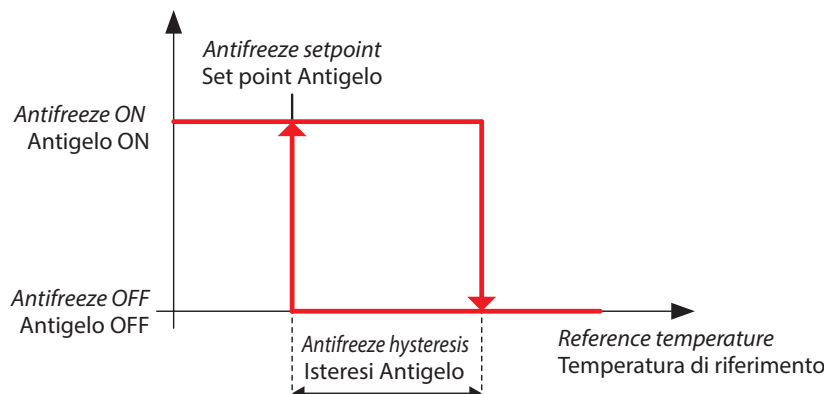 Antifreeze setpoint
Set point Antigelo
Antifreeze ON
Antigelo ON
Antifreeze OFF
Antigelo OFF
Antifreeze hysteresis
Isteresi Antigelo
Reference temperature
Temperatura di riferimento